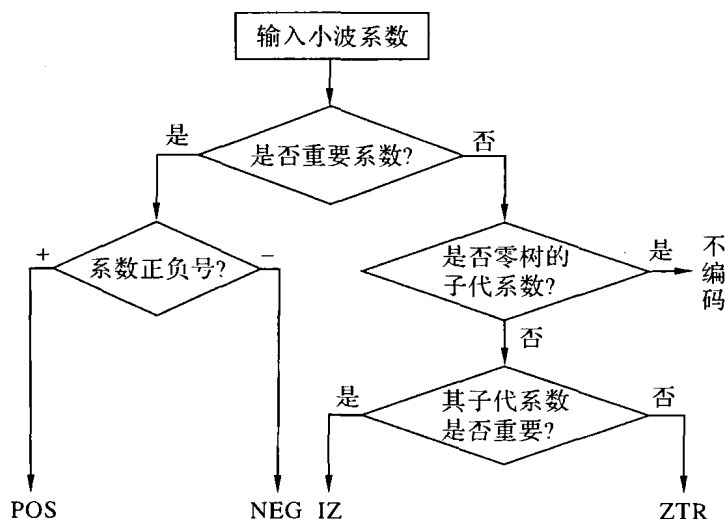 输入小波系数
是否重要系数?
是
否
系数正负号?
+
−
是否零树的
子代系数?
是
不编码
否
其子代系数
是否重要?
是
否
POS
NEG
IZ
ZTR